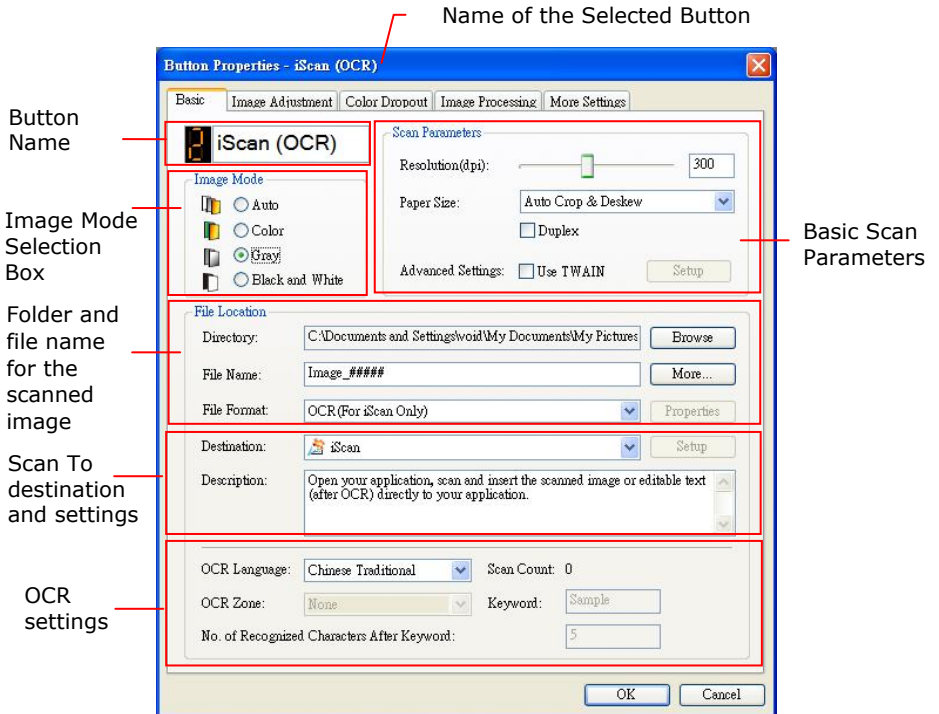 Name of the Selected Button
Button Properties - iScan (OCR)
Basic Image Adjustment Color Dropout Image Processing More Settings
Button
Name
2 iScan (OCR)
Image Mode
Auto
Color
Gray
Black and White
Image Mode
Selection
Box
Scan Parameters
Resolution(dpi): 300
Paper Size: Auto Crop & Deskew
Duplex
Advanced Settings: Use TWAIN Setup
Basic Scan
Parameters
Folder and
file name
for the
scanned
image
File Location
Directory: C:\Documents and Settings\void\My Documents\My Pictures Browse
File Name: Image_##### More...
File Format: OCR(For iScan Only) Properties
Scan To
destination
and settings
Destination: iScan Setup
Description: Open your application, scan and insert the scanned image or editable text
(after OCR) directly to your application.
OCR
settings
OCR Language: Chinese Traditional Scan Count: 0
OCR Zone: None Keyword: Sample
No. of Recognized Characters After Keyword: 5
OK Cancel